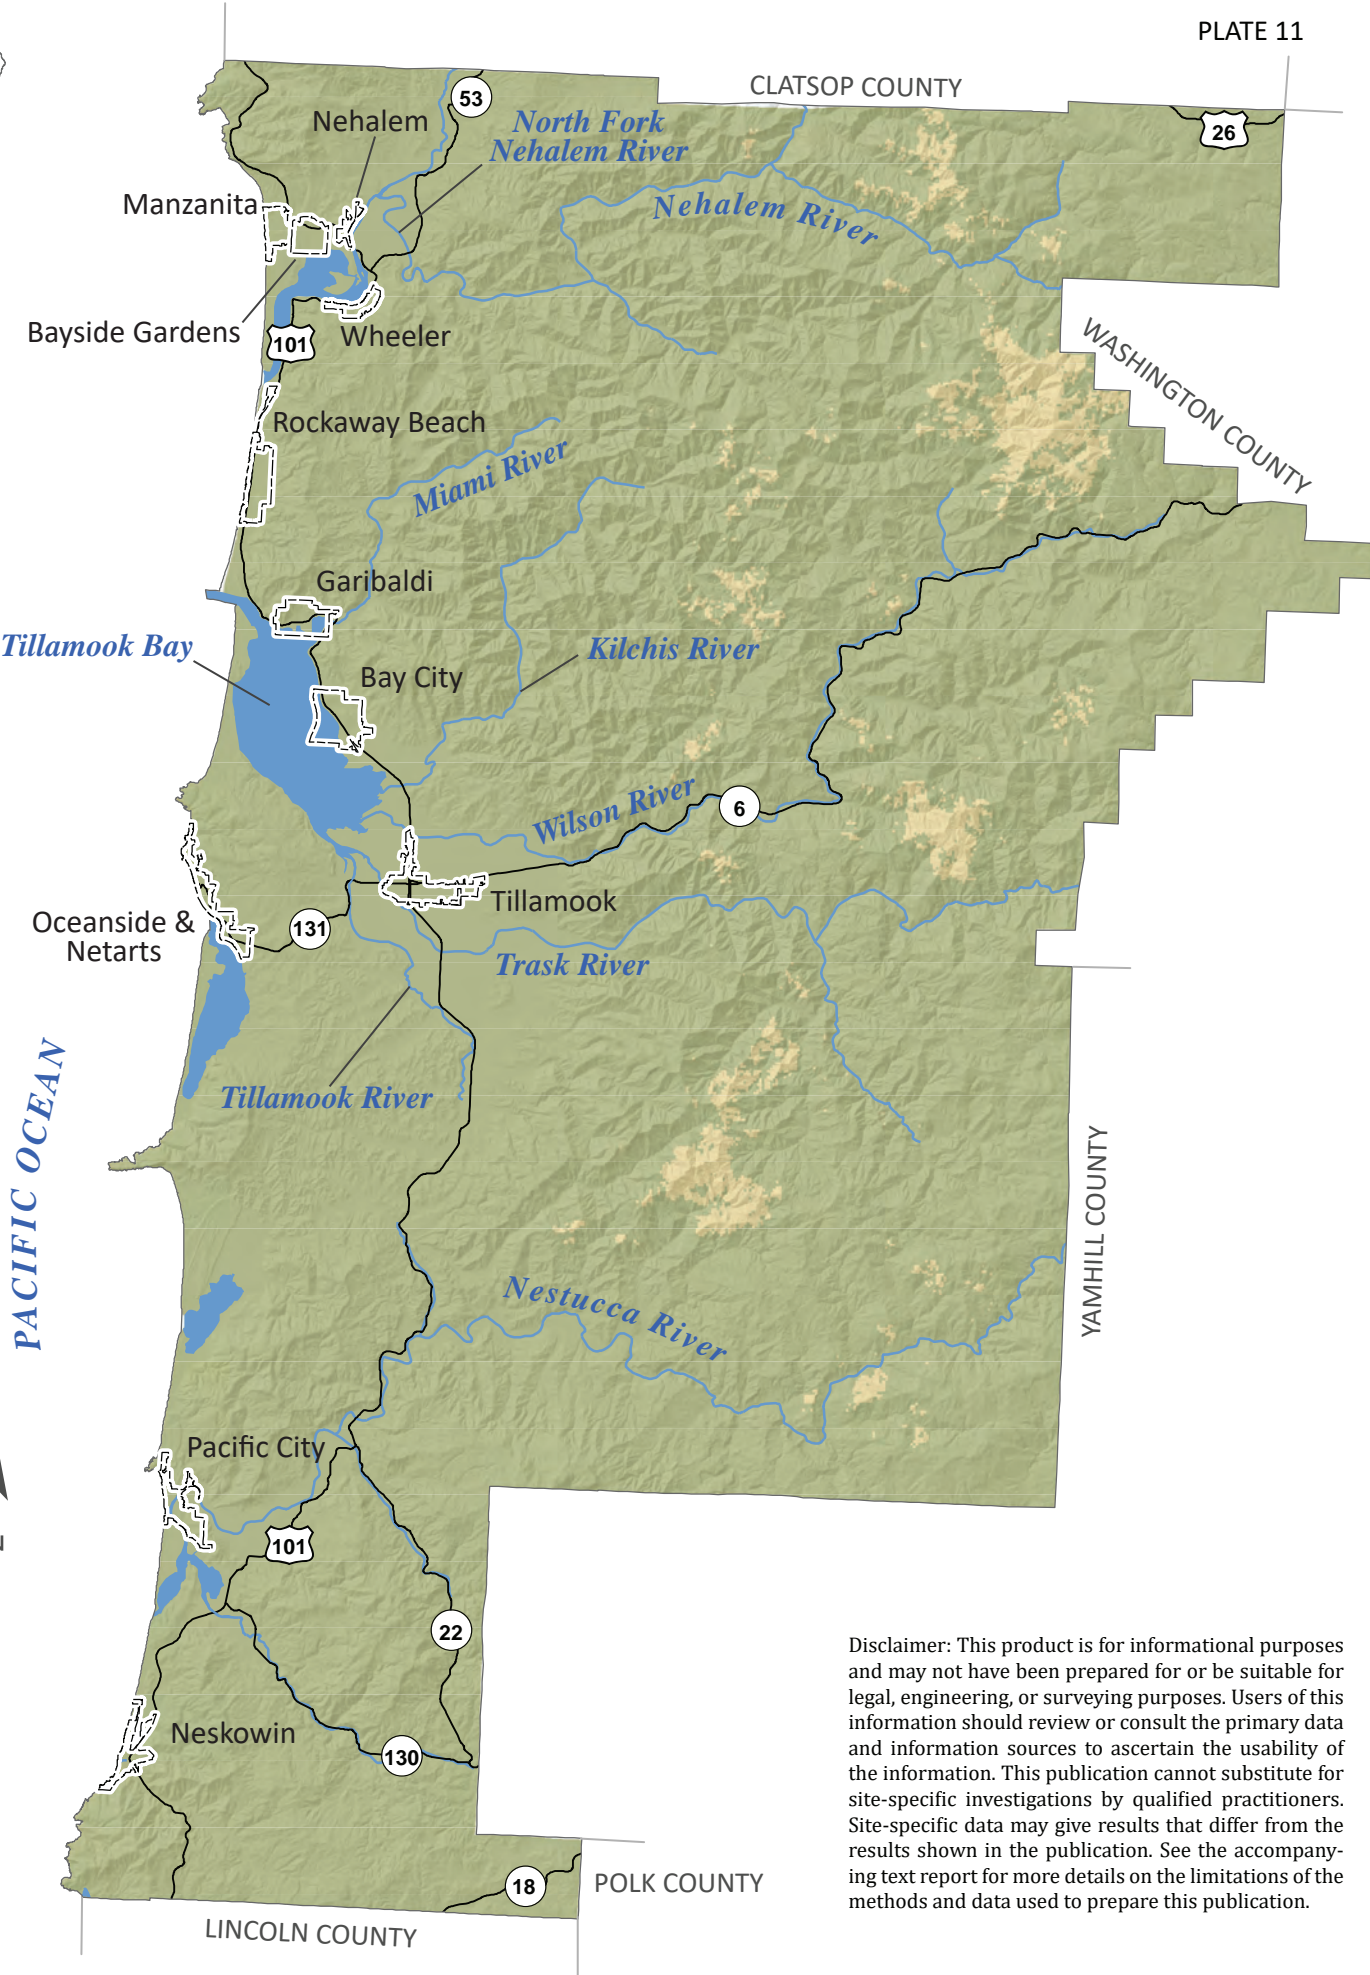 PLATE 11
CLATSOP COUNTY
53
26
Nehalem
North Fork
Nehalem River
Manzanita
Nehalem River
Bayside Gardens
101
Wheeler
WASHINGTON COUNTY
Rockaway Beach
Miami River
Garibaldi
Tillamook Bay
Kilchis River
Bay City
Wilson River
6
Tillamook
Oceanside &
Netarts
131
Trask River
PACIFIC OCEAN
Tillamook River
YAMHILL COUNTY
Nestucca River
Pacific City
101
22
Neskowin
130
18
POLK COUNTY
LINCOLN COUNTY
Disclaimer: This product is for informational purposes
and may not have been prepared for or be suitable for
legal, engineering, or surveying purposes. Users of this
information should review or consult the primary data
and information sources to ascertain the usability of
the information. This publication cannot substitute for
site-specific investigations by qualified practitioners.
Site-specific data may give results that differ from the
results shown in the publication. See the accompany-
ing text report for more details on the limitations of the
methods and data used to prepare this publication.